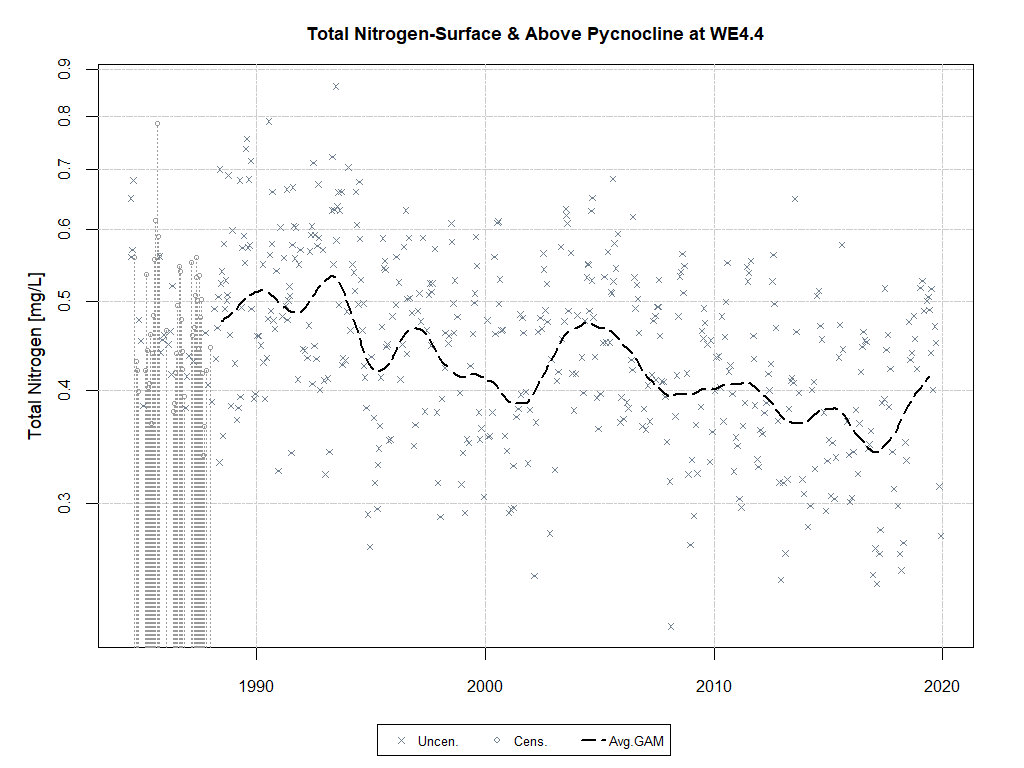 Total Nitrogen-Surface & Above Pycnocline at WE4.4
Total Nitrogen [mg/L]
0.9
0.8
0.7
0.6
0.5
0.4
0.3
1990 2000 2010 2020
Uncen. Cens. Avg.GAM